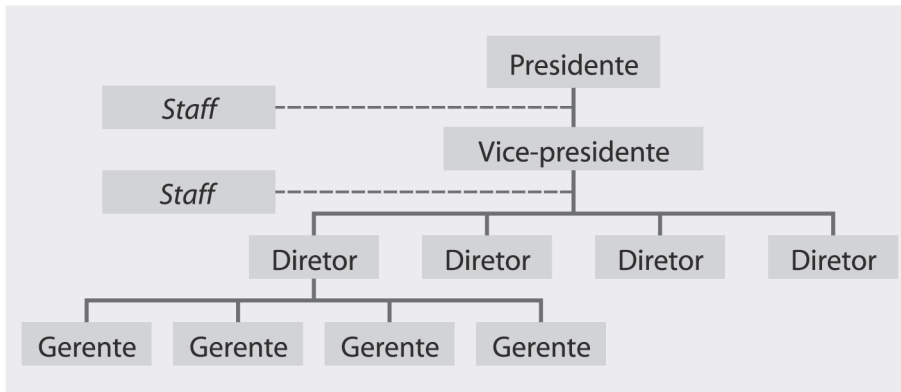 Presidente
Staff
Vice-presidente
Staff
Diretor
Diretor
Diretor
Diretor
Gerente
Gerente
Gerente
Gerente